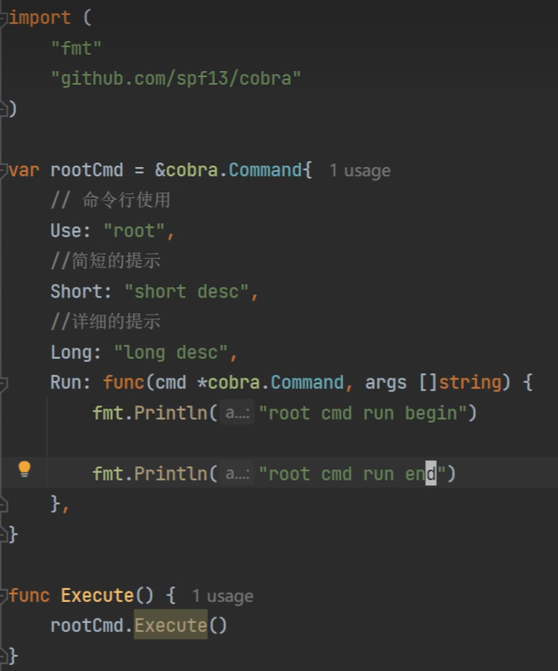 import (
"fmt"
"github.com/spf13/cobra"
)
var rootCmd = &cobra.Command{ 1 usage
// 命令行使用
Use: "root",
//简短的提示
Short: "short desc",
//详细的提示
Long: "long desc",
Run: func(cmd *cobra.Command, args []string) {
fmt.Println( a...: "root cmd run begin")
fmt.Println( a...: "root cmd run end")
},
}
func Execute() { 1 usage
rootCmd.Execute()
}